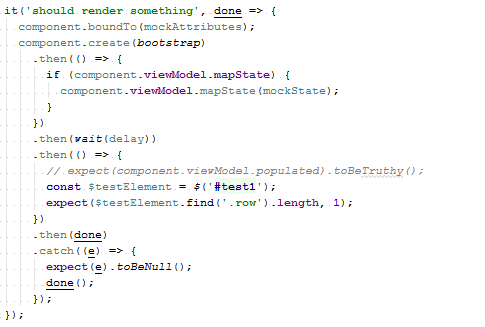 it('should render something', done => {
component.boundTo(mockAttributes);
component.create(bootstrap)
.then(() => {
if (component.viewModel.mapState) {
component.viewModel.mapState(mockState);
}
})
.then(wait(delay))
.then(() => {
// expect(component.viewModel.populated).toBeTruthy();
const $testElement = $('#test1');
expect($testElement.find('.row').length, 1);
})
.then(done)
.catch((e) => {
expect(e).toBeNull();
done();
});
});